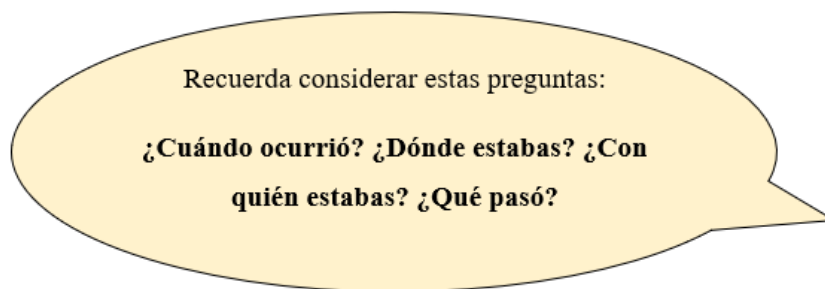 Recuerda considerar estas preguntas:
¿Cuándo ocurrió? ¿Dónde estabas? ¿Con
quién estabas? ¿Qué pasó?